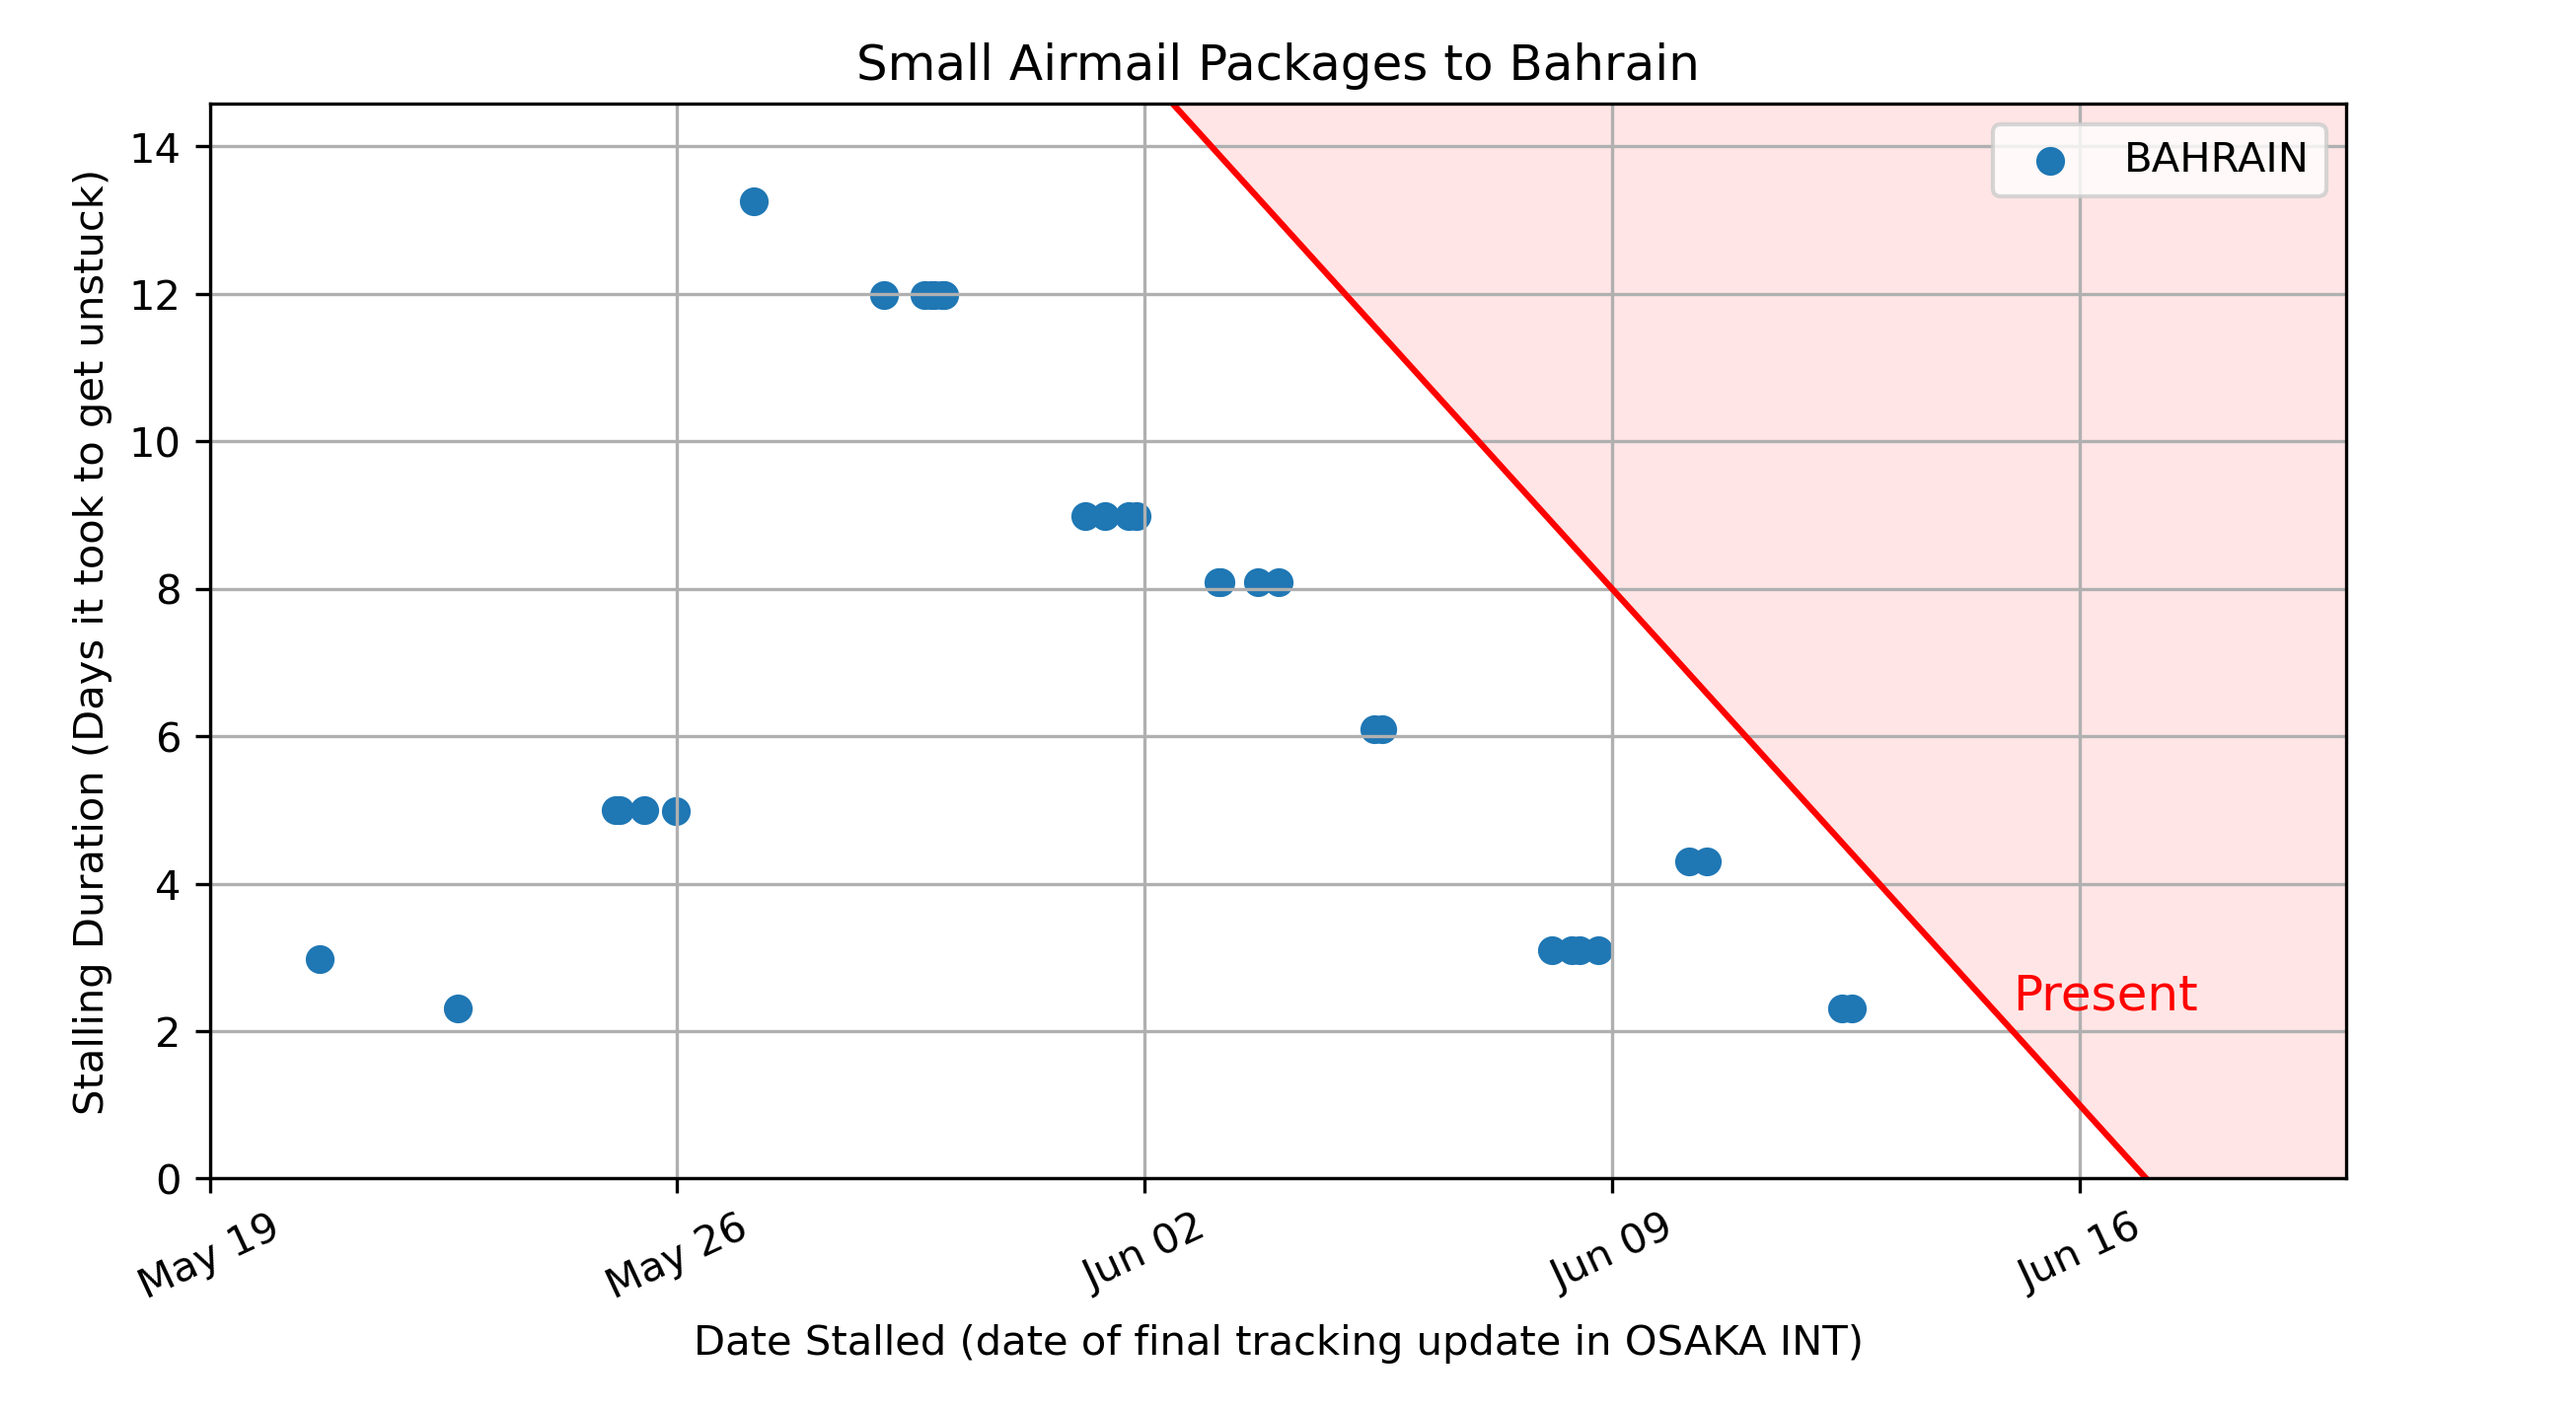 Small Airmail Packages to Bahrain
BAHRAIN
Stalling Duration (Days it took to get unstuck)
14
12
10
8
6
4
2
0
Present
May 19
May 26
Jun 02
Jun 09
Jun 16
Date Stalled (date of final tracking update in OSAKA INT)